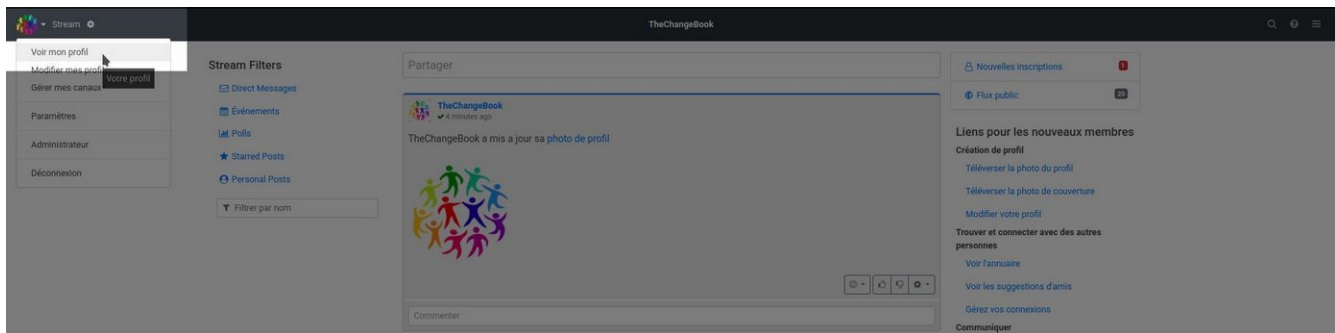 Stream
TheChangeBook
Voir mon profil
Modifier mes profi
Votre profil
Gérer mes canaux
Paramètres
Administrateur
Déconnexion
Stream Filters
Direct Messages
Événements
Polls
Starred Posts
Personal Posts
Filtrer par nom
Partager
TheChangeBook
4 minutes ago
TheChangeBook a mis a jour sa photo de profil
Commenter
Nouvelles inscriptions 1
Flux public 20
Liens pour les nouveaux membres
Création de profil
Téléverser la photo du profil
Téléverser la photo de couverture
Modifier votre profil
Trouver et connecter avec des autres
personnes
Voir l'annuaire
Voir les suggestions d'amis
Gérez vos connexions
Communiquer